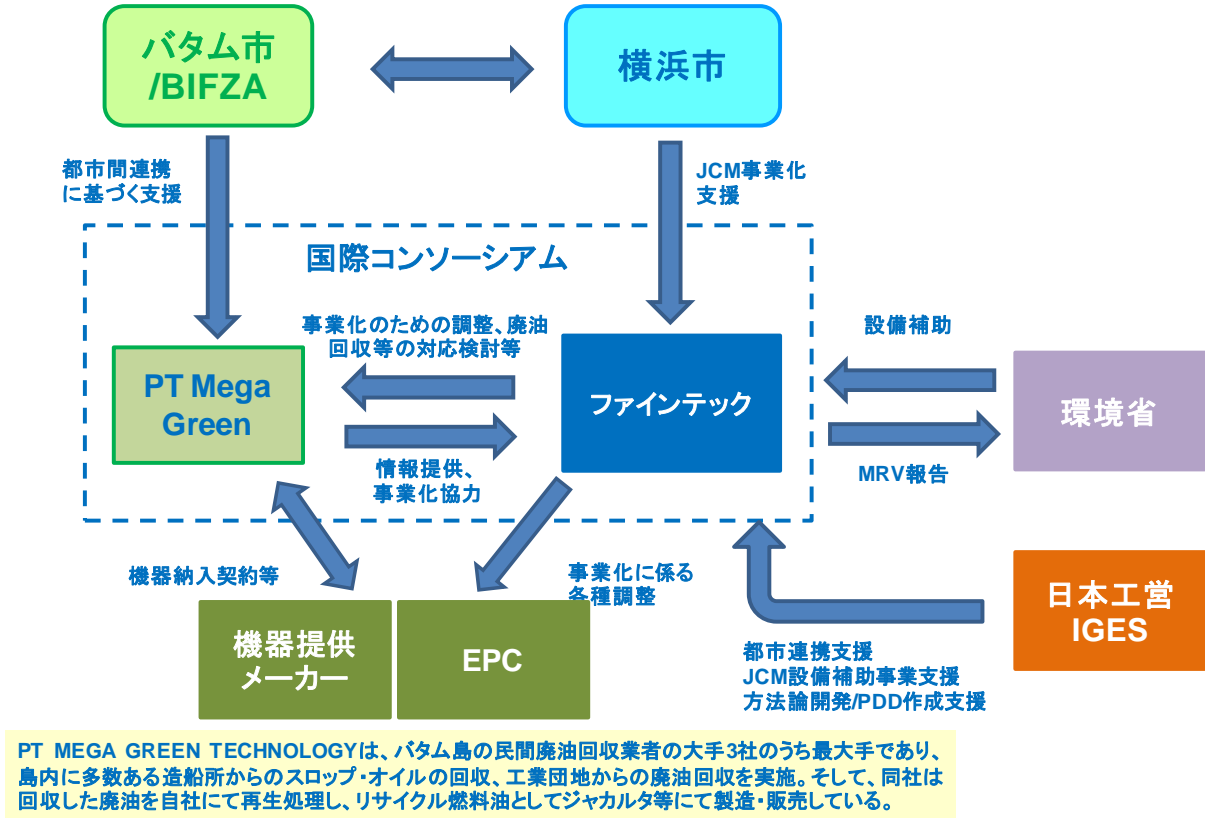 バタム市
/BIFZA
横浜市
都市間連携
に基づく支援
JCM事業化
支援
国際コンソーシアム
事業化のための調整、廃油
回収等の対応検討等
設備補助
PT Mega
Green
ファインテック
環境省
情報提供、
事業化協力
MRV報告
機器納入契約等
事業化に係る
各種調整
機器提供
メーカー
EPC
日本工営
IGES
都市連携支援
JCM設備補助事業支援
方法論開発/PDD作成支援
PT MEGA GREEN TECHNOLOGYは、バタム島の民間廃油回収業者の大手3社のうち最大手であり、
島内に多数ある造船所からのスロップ・オイルの回収、工業団地からの廃油回収を実施。そして、同社は
回収した廃油を自社にて再生処理し、リサイクル燃料油としてジャカルタ等にて製造・販売している。